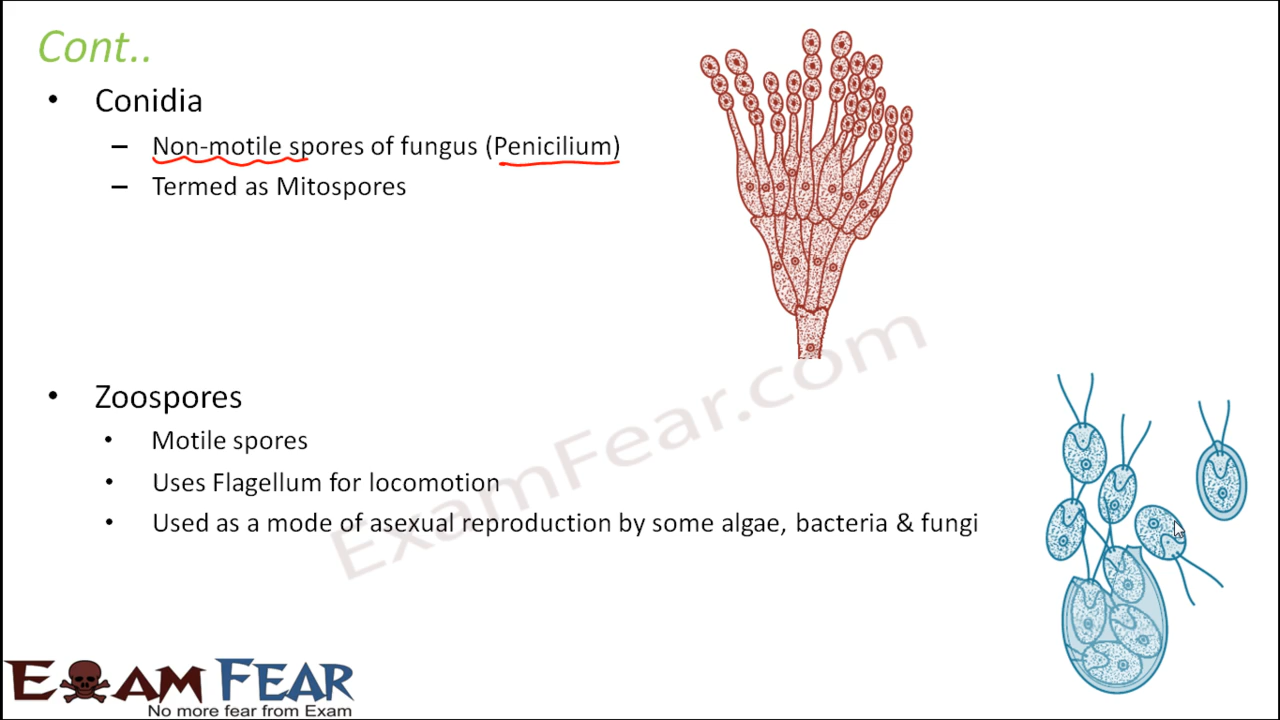 Cont..
• Conidia
– Non-motile spores of fungus (Penicilium)
– Termed as Mitospores
• Zoospores
• Motile spores
• Uses Flagellum for locomotion
• Used as a mode of asexual reproduction by some algae, bacteria & fungi
ExamFear.com
EXAM FEAR
No more fear from Exam